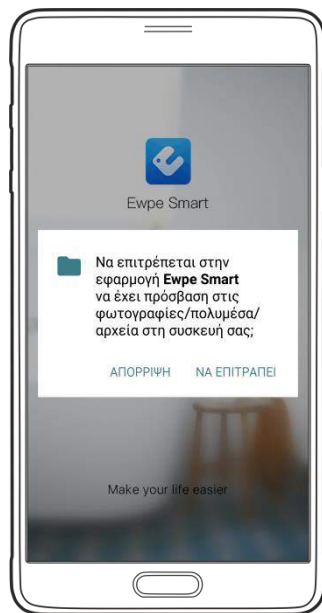 Ewpe Smart
Να επιτρέπεται στην
εφαρμογή Ewpe Smart
να έχει πρόσβαση στις
φωτογραφίες/πολυμέσα/
αρχεία στη συσκευή σας;
ΑΠΟΡΡΙΨΗ ΝΑ ΕΠΙΤΡΑΠΕΙ
Make your life easier